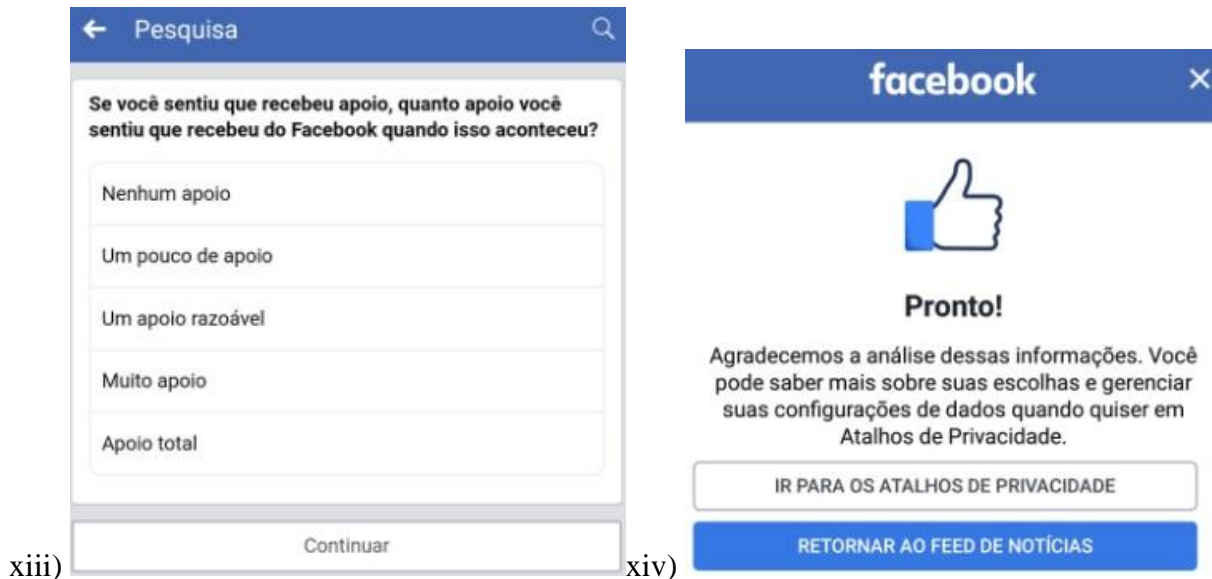 Pesquisa
Se você sentiu que recebeu apoio, quanto apoio você
sentiu que recebeu do Facebook quando isso aconteceu?
Nenhum apoio
Um pouco de apoio
Um apoio razoável
Muito apoio
Apoio total
Continuar
xiii)
facebook
Pronto!
Agradecemos a análise dessas informações. Você
pode saber mais sobre suas escolhas e gerenciar
suas configurações de dados quando quiser em
Atalhos de Privacidade.
IR PARA OS ATALHOS DE PRIVACIDADE
RETORNAR AO FEED DE NOTÍCIAS
xiv)